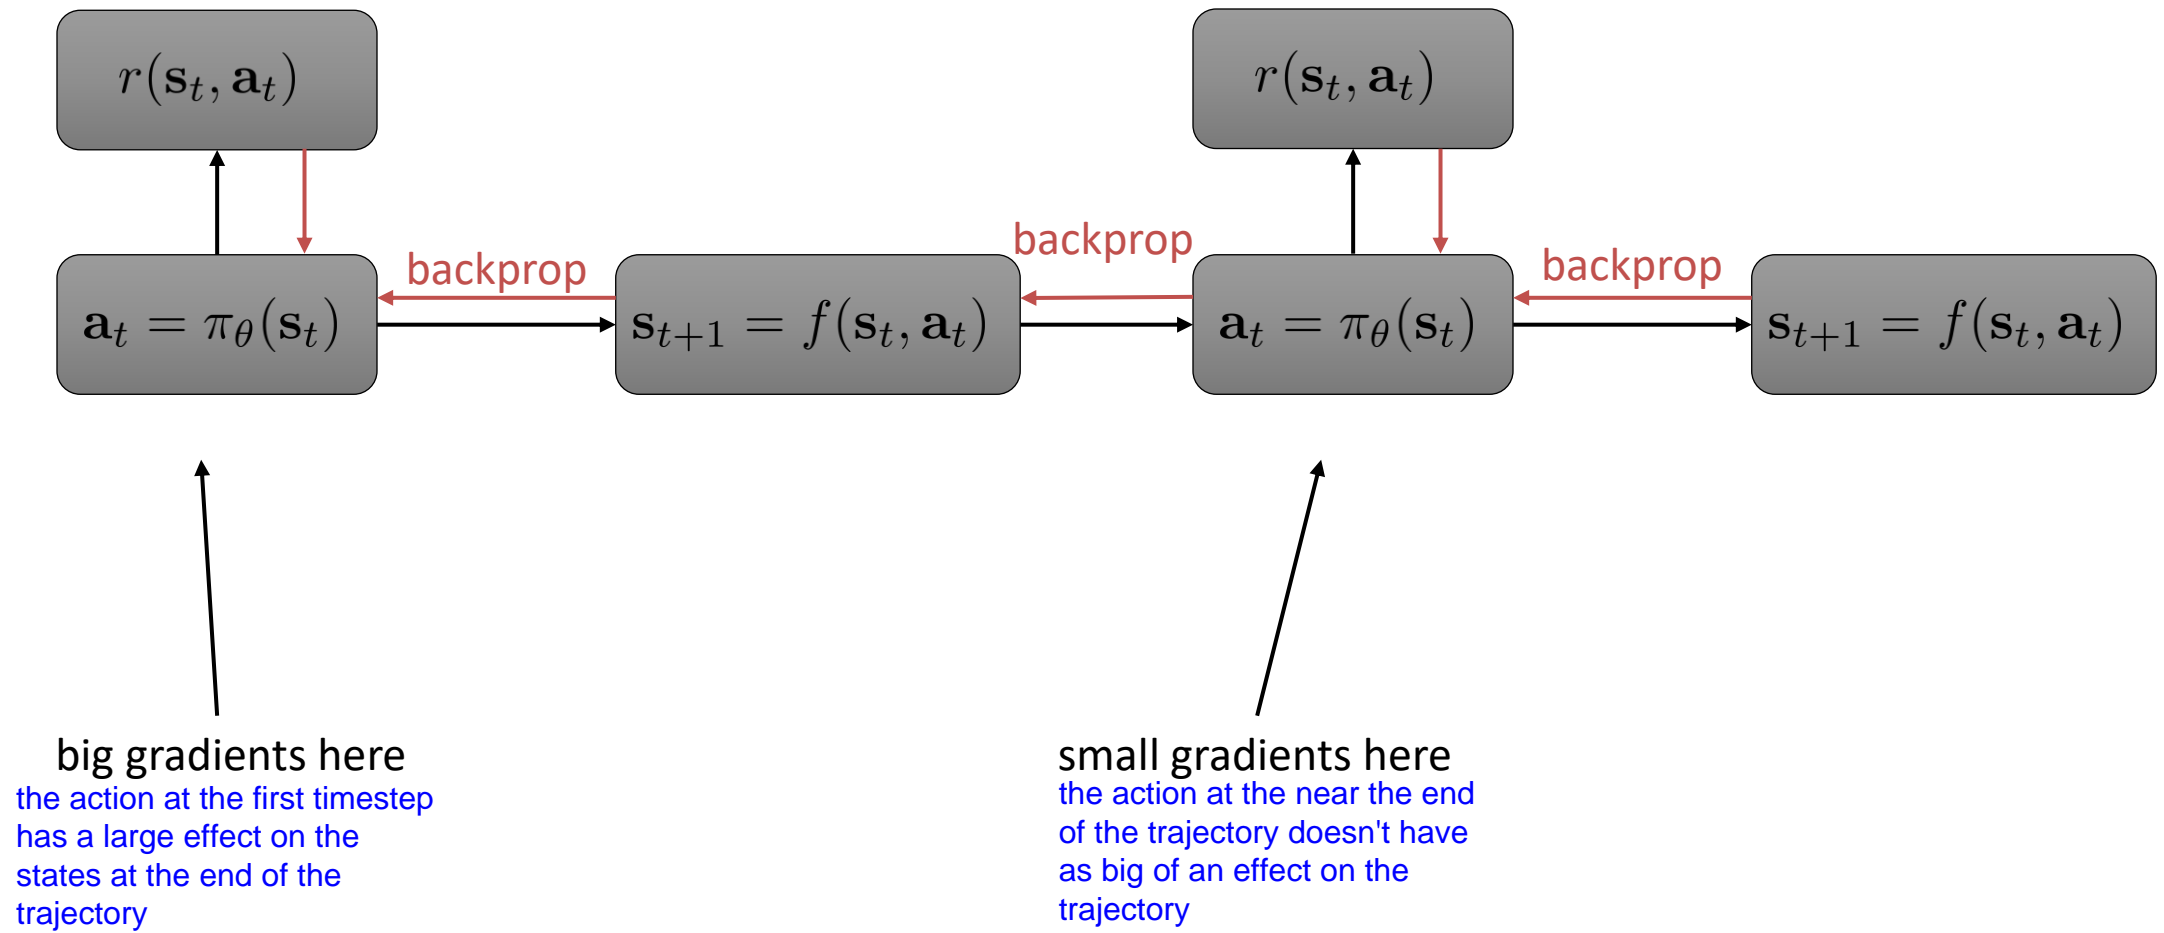 r(s_t, a_t)
r(s_t, a_t)
backprop
backprop
backprop
a_t = π_θ(s_t)
s_{t+1} = f(s_t, a_t)
a_t = π_θ(s_t)
s_{t+1} = f(s_t, a_t)
big gradients here
the action at the first timestep
has a large effect on the
states at the end of the
trajectory
small gradients here
the action at the near the end
of the trajectory doesn't have
as big of an effect on the
trajectory